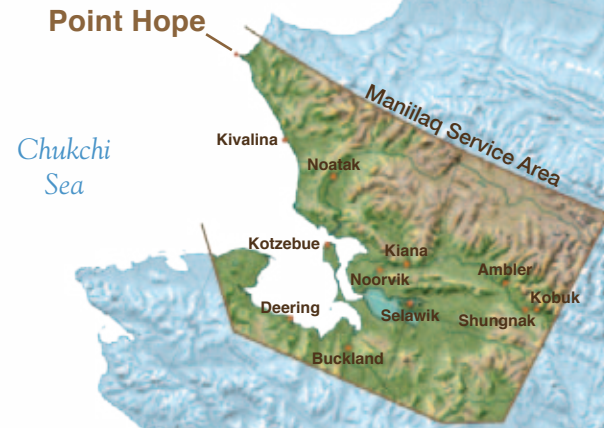 Point Hope
Maniilaq Service Area
Kivalina
Chukchi
Sea
Noatak
Kotzebue
Kiana
Noorvik
Ambler
Kobuk
Deering
Selawik
Shungnak
Buckland